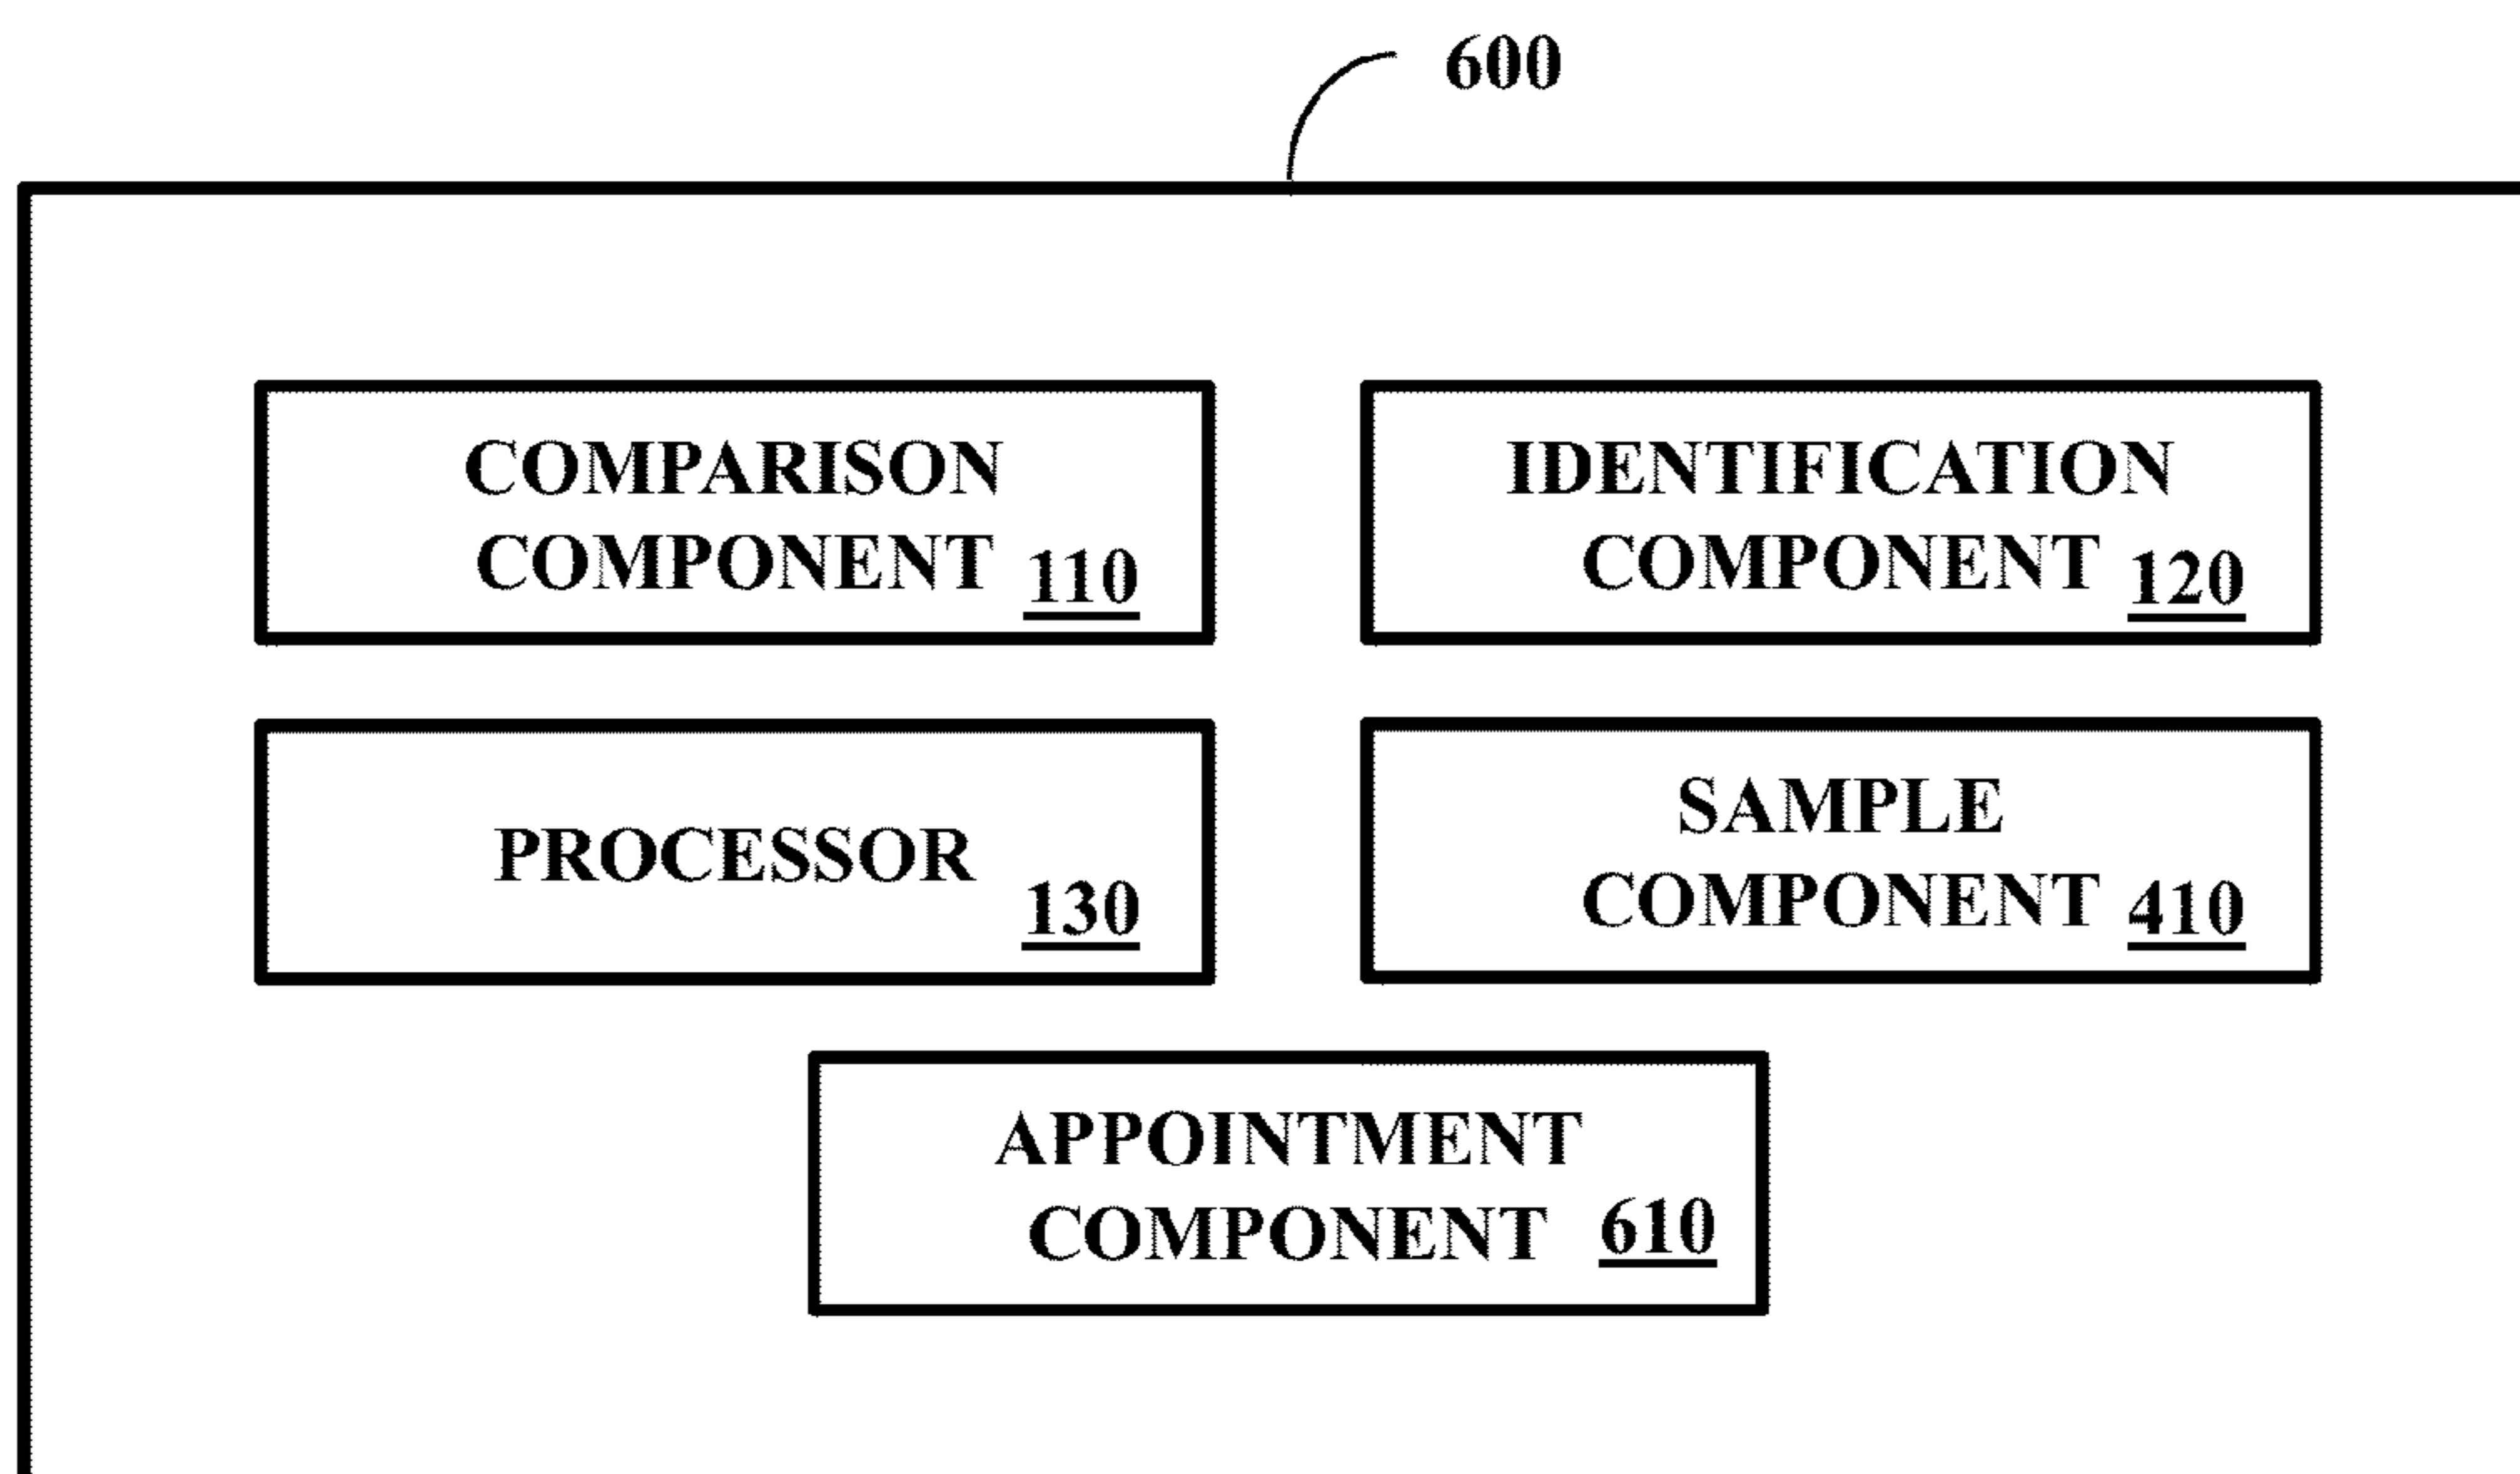 600
COMPARISON
COMPONENT 110
IDENTIFICATION
COMPONENT 120
PROCESSOR
130
SAMPLE
COMPONENT 410
APPOINTMENT
COMPONENT 610